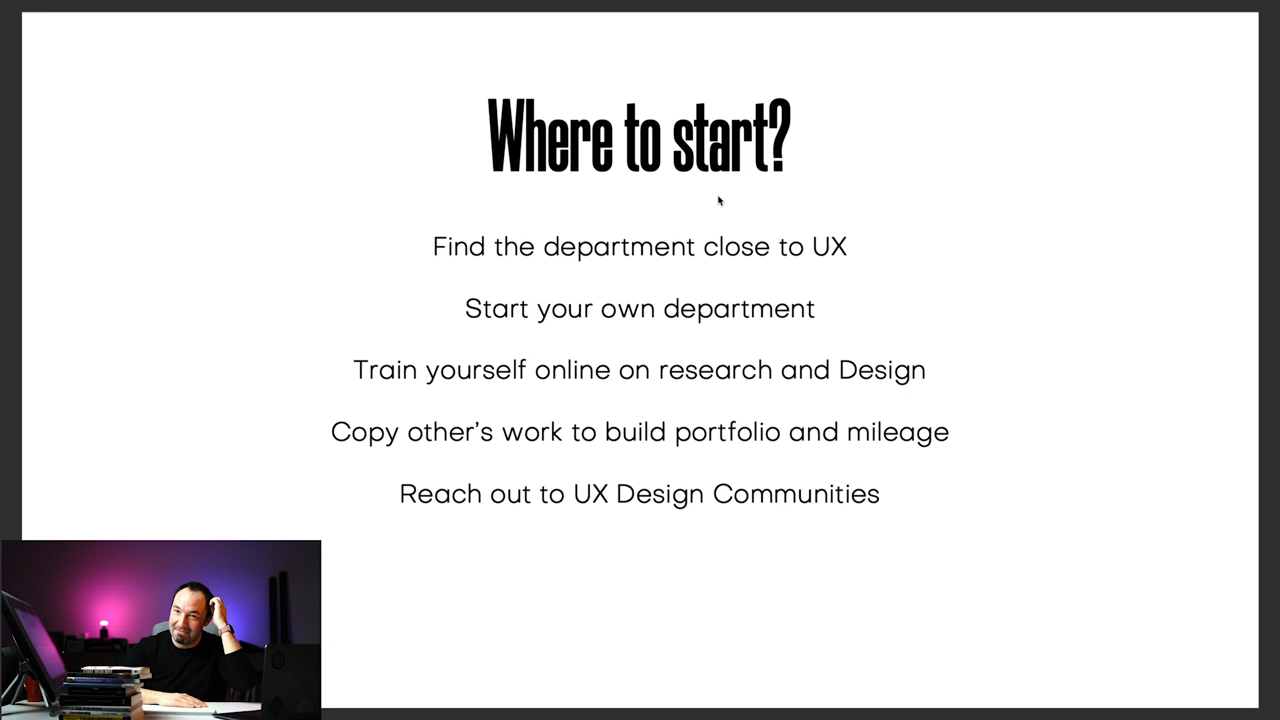 Where to start?
Find the department close to UX
Start your own department
Train yourself online on research and Design
Copy other’s work to build portfolio and mileage
Reach out to UX Design Communities